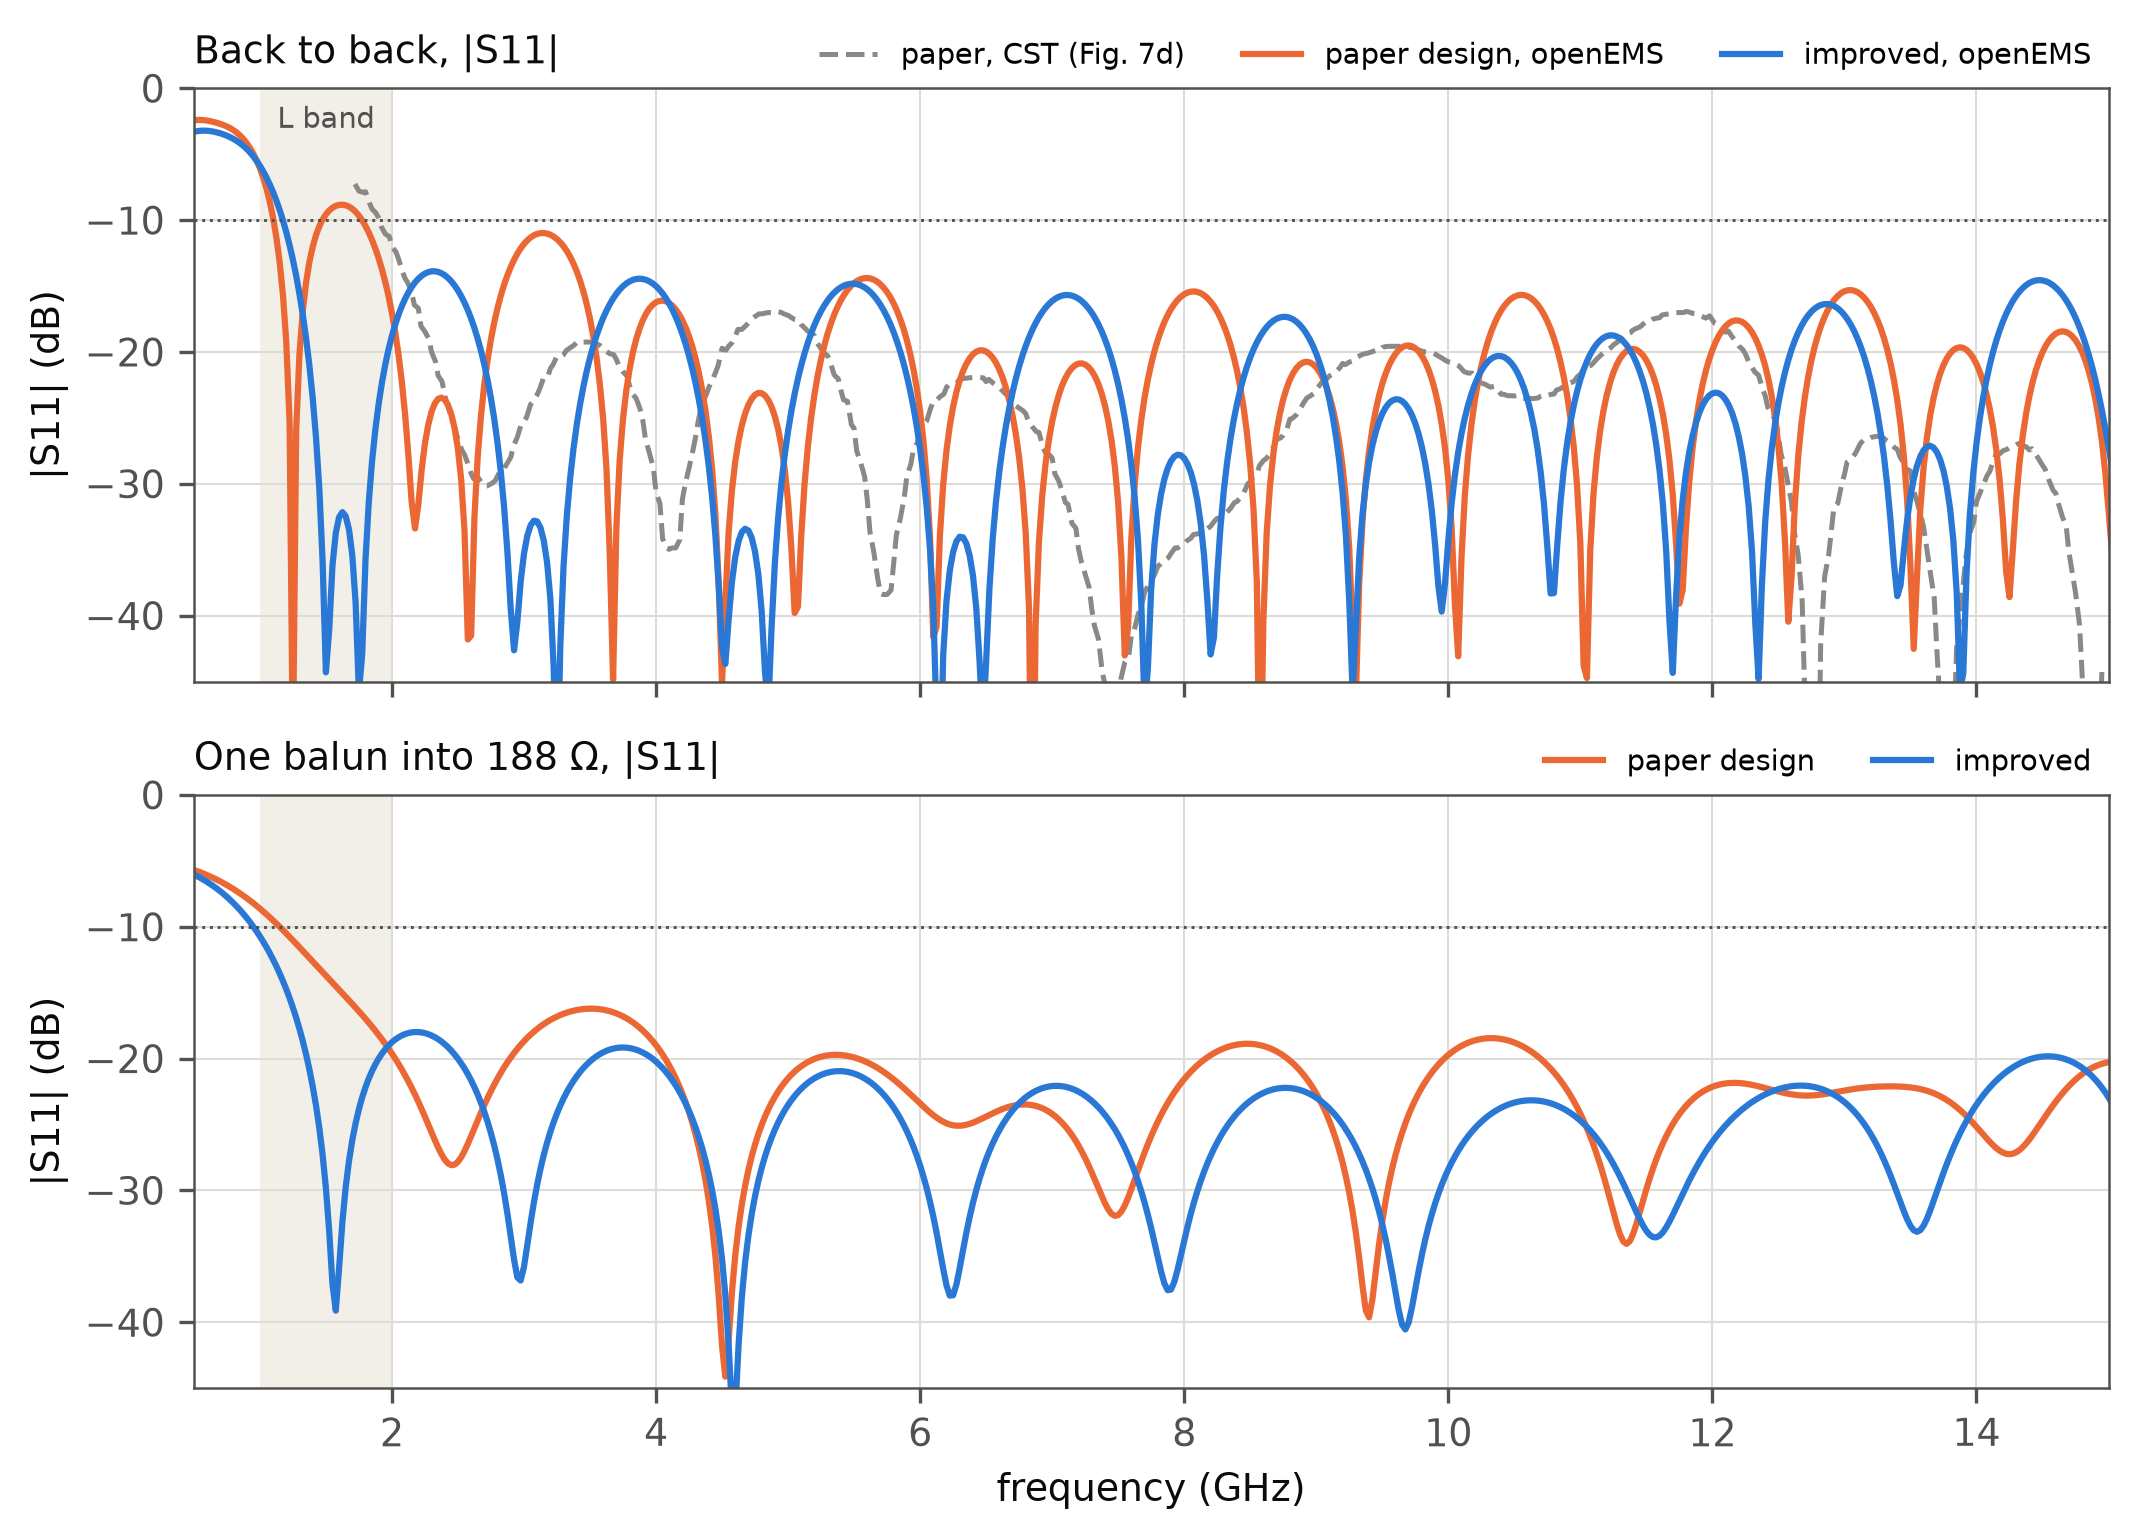 Back to back, |S11|
paper, CST (Fig. 7d)
paper design, openEMS
improved, openEMS
L band
0
−10
−20
−30
−40
|S11| (dB)
One balun into 188 Ω, |S11|
paper design
improved
0
−10
−20
−30
−40
|S11| (dB)
2
4
6
8
10
12
14
frequency (GHz)